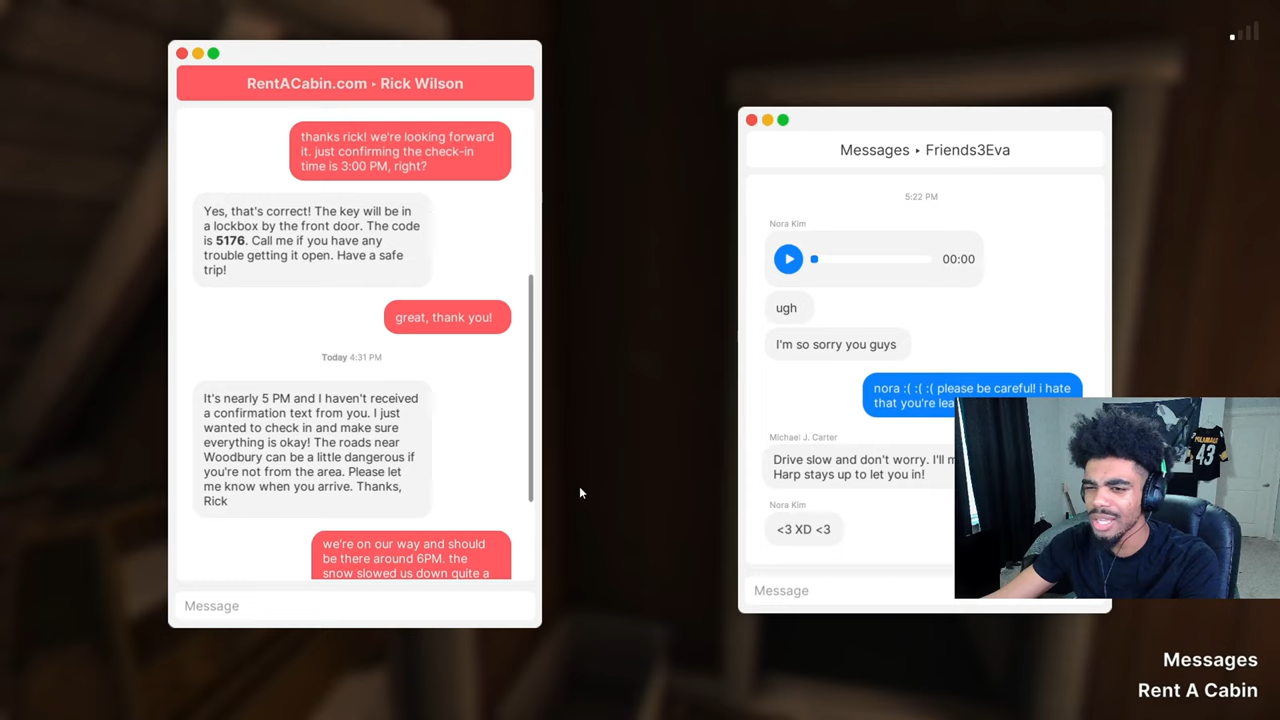 RentACabin.com ▸ Rick Wilson
thanks rick! we're looking forward
it. just confirming the check-in
time is 3:00 PM, right?
Yes, that's correct! The key will be in
a lockbox by the front door. The code
is 5176. Call me if you have any
trouble getting it open. Have a safe
trip!
great, thank you!
Today 4:31 PM
It's nearly 5 PM and I haven't received
a confirmation text from you. I just
wanted to check in and make sure
everything is okay! The roads near
Woodbury can be a little dangerous if
you're not from the area. Please let
me know when you arrive. Thanks,
Rick
we're on our way and should
be there around 6PM. the
snow slowed us down quite a
Message
Messages ▸ Friends3Eva
5:22 PM
Nora Kim
00:00
ugh
I'm so sorry you guys
nora :( :( :( please be careful! i hate
that you're
Michael J. Carter
Drive slow and don't worry. I'll
Harp stays up to let you in!
Nora Kim
<3 XD <3
Message
POLAMALU
43
Messages
Rent A Cabin